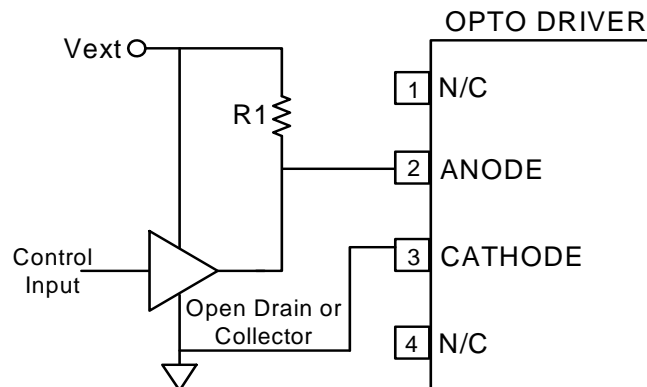 OPTO DRIVER
Vext
1 N/C
R1
2 ANODE
Control
Input
3 CATHODE
Open Drain or
Collector
4 N/C